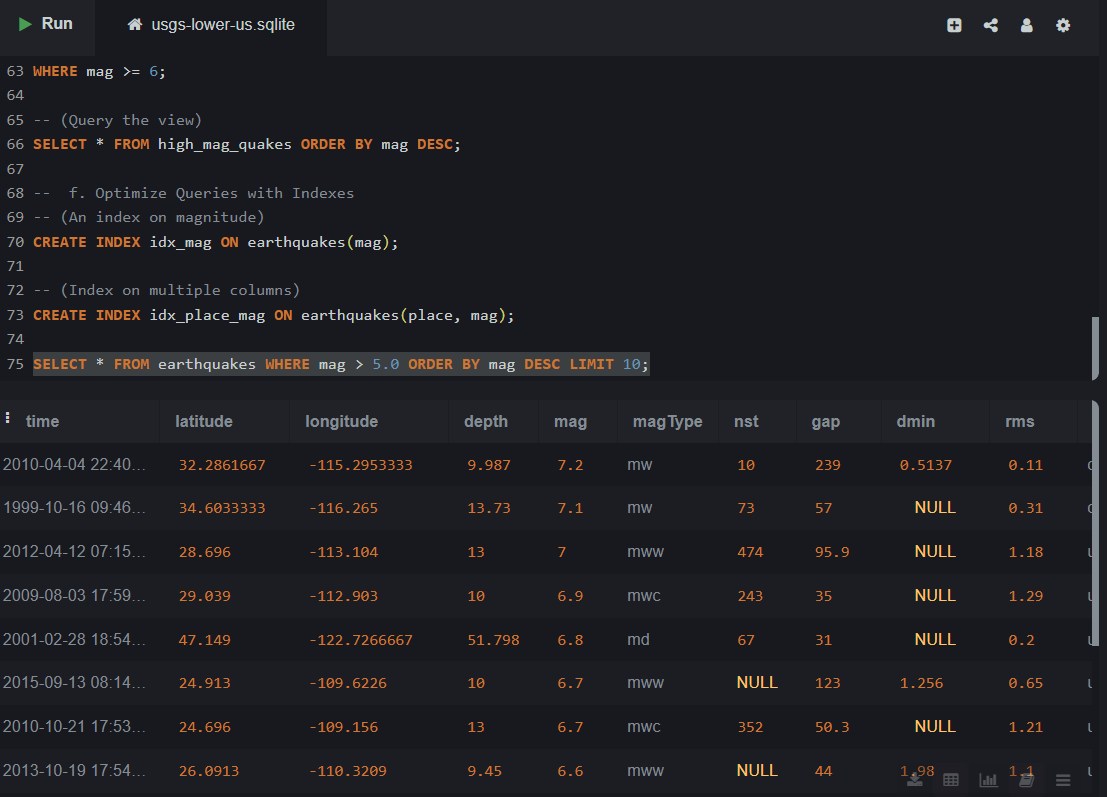 Run usgs-lower-us.sqlite
63 WHERE mag >= 6;
64
65 -- (Query the view)
66 SELECT * FROM high_mag_quakes ORDER BY mag DESC;
67
68 --  f. Optimize Queries with Indexes
69 -- (An index on magnitude)
70 CREATE INDEX idx_mag ON earthquakes(mag);
71
72 -- (Index on multiple columns)
73 CREATE INDEX idx_place_mag ON earthquakes(place, mag);
74
75 SELECT * FROM earthquakes WHERE mag > 5.0 ORDER BY mag DESC LIMIT 10;
time latitude longitude depth mag magType nst gap dmin rms
2010-04-04 22:40... 32.2861667 -115.2953333 9.987 7.2 mw 10 239 0.5137 0.11
1999-10-16 09:46... 34.6033333 -116.265 13.73 7.1 mw 73 57 NULL 0.31
2012-04-12 07:15... 28.696 -113.104 13 7 mww 474 95.9 NULL 1.18
2009-08-03 17:59... 29.039 -112.903 10 6.9 mwc 243 35 NULL 1.29
2001-02-28 18:54... 47.149 -122.7266667 51.798 6.8 md 67 31 NULL 0.2
2015-09-13 08:14... 24.913 -109.6226 10 6.7 mww NULL 123 1.256 0.65
2010-10-21 17:53... 24.696 -109.156 13 6.7 mwc 352 50.3 NULL 1.21
2013-10-19 17:54... 26.0913 -110.3209 9.45 6.6 mww NULL 44 1.98 1.1